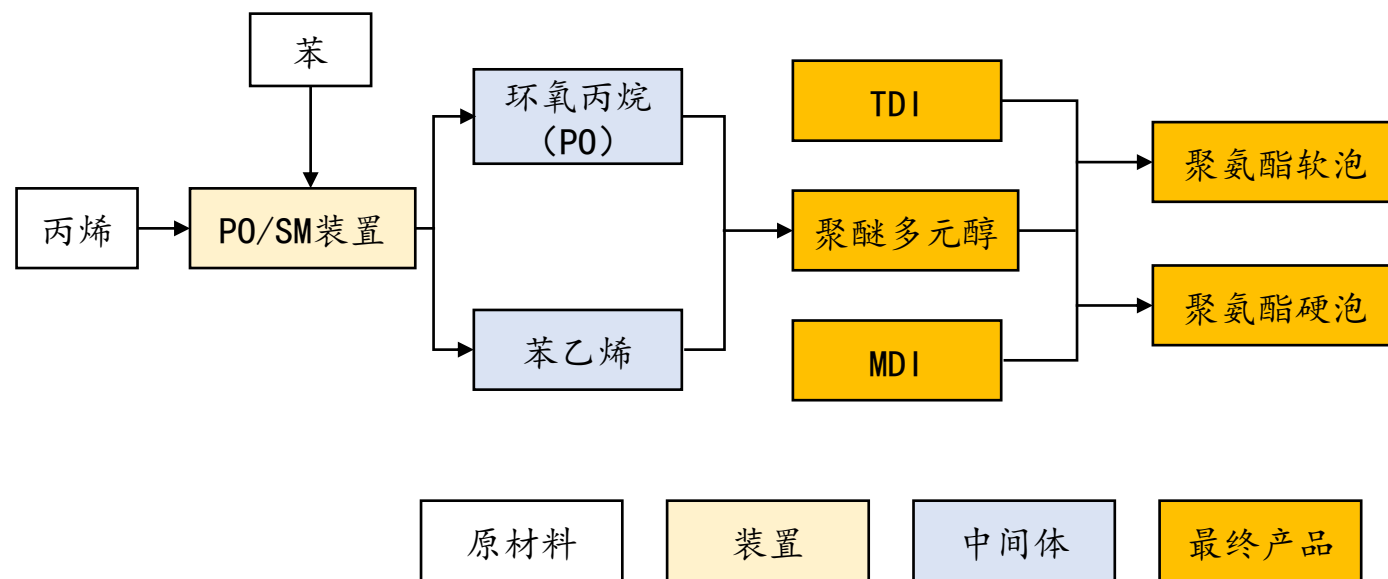 苯
环氧丙烷
（PO）
TDI
聚氨酯软泡
丙烯
PO/SM装置
聚醚多元醇
聚氨酯硬泡
苯乙烯
MDI
原材料
装置
中间体
最终产品